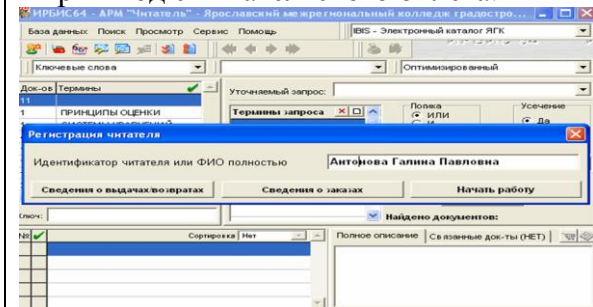 ИРБИС64 - АРМ "Читатель" - Ярославский межрегиональный колледж градостро...
База данных Поиск Просмотр Сервис Помощь
IBIS - Электронный каталог ЯГК
Ключевые слова
Оптимизированный
Док-ов Термины
Уточняемый запрос:
11
1 ПРИНЦИПЫ ОЦЕНКИ
Термины запроса
Логика
ИЛИ
Усечение
Да
Регистрация читателя
Идентификатор читателя или ФИО полностью
Антонова Галина Павловна
Сведения о выдачах/возвратах
Сведения о заказах
Начать работу
Ключ:
Найдено документов:
№
Сортировка Нет
Полное описание
Связанные док-ты (НЕТ)